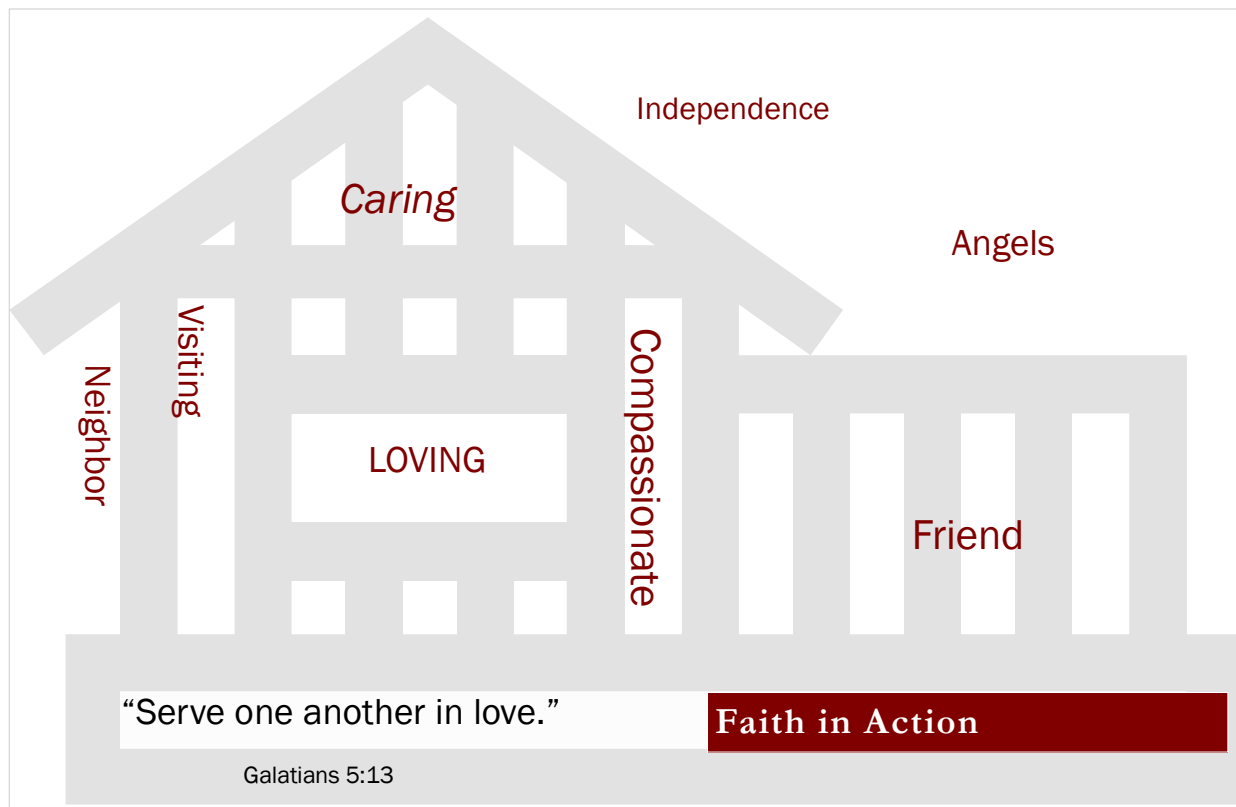 Independence
Caring
Angels
Visiting
Neighbor
Compassionate
LOVING
Friend
“Serve one another in love.”
Faith in Action
Galatians 5:13